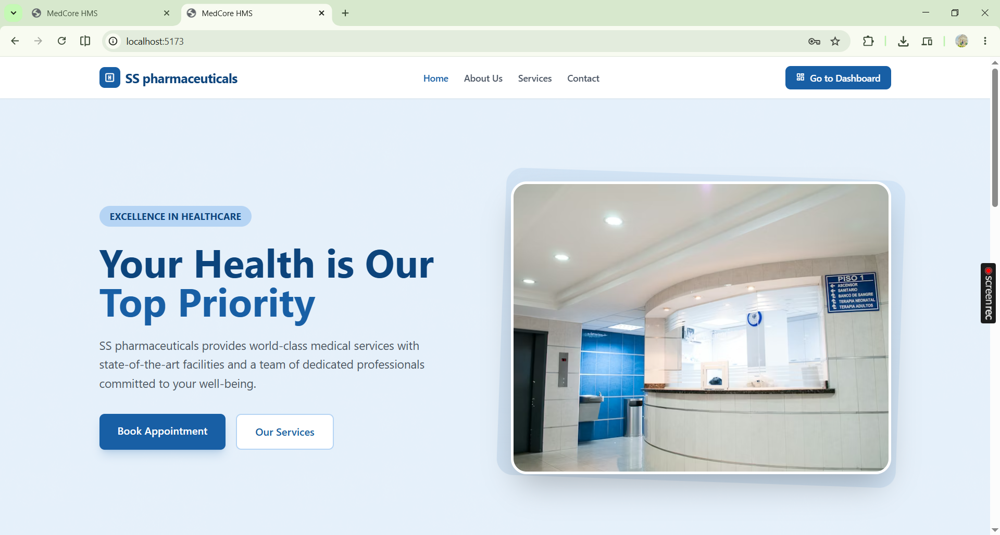 MedCore HMS
MedCore HMS
localhost:5173
H
SS pharmaceuticals
Home
About Us
Services
Contact
Go to Dashboard
EXCELLENCE IN HEALTHCARE
Your Health is Our
Top Priority
SS pharmaceuticals provides world-class medical services with
state-of-the-art facilities and a team of dedicated professionals
committed to your well-being.
Book Appointment
Our Services
PISO 1
ASCENSOR
SANITARIO
BANCO DE SANGRE
TERAPIA NEONATAL
TERAPIA ADULTOS
screenrec